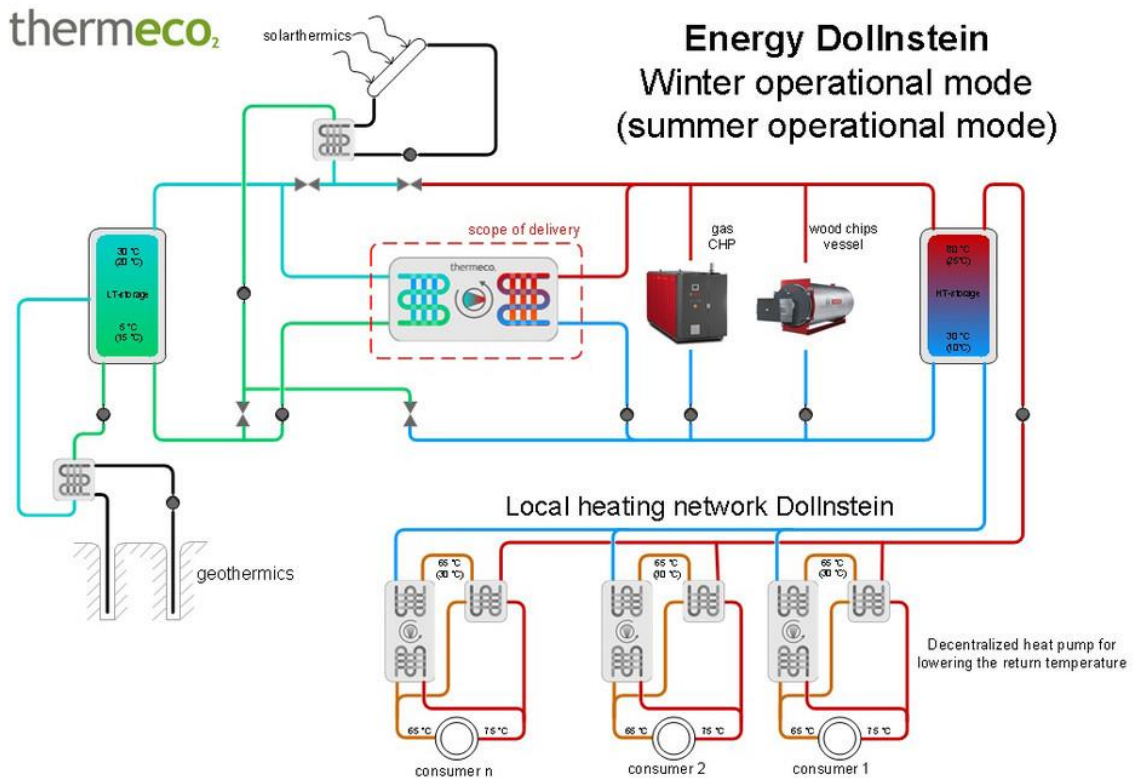 thermeco₂
solarthermics
Energy Dollnstein
Winter operational mode
(summer operational mode)
scope of delivery
thermeco₂
gas
CHP
wood chips
vessel
30 °C
(20 °C)
LT-storage
5 °C
(15 °C)
80 °C
(25°C)
HT-storage
30 °C
(10°C)
geothermics
Local heating network Dollnstein
65 °C
(30 °C)
65 °C
65 °C
(30 °C)
Decentralized heat pump for
lowering the return temperature
65 °C
75 °C
65 °C
75 °C
65 °C
75 °C
consumer n
consumer 2
consumer 1